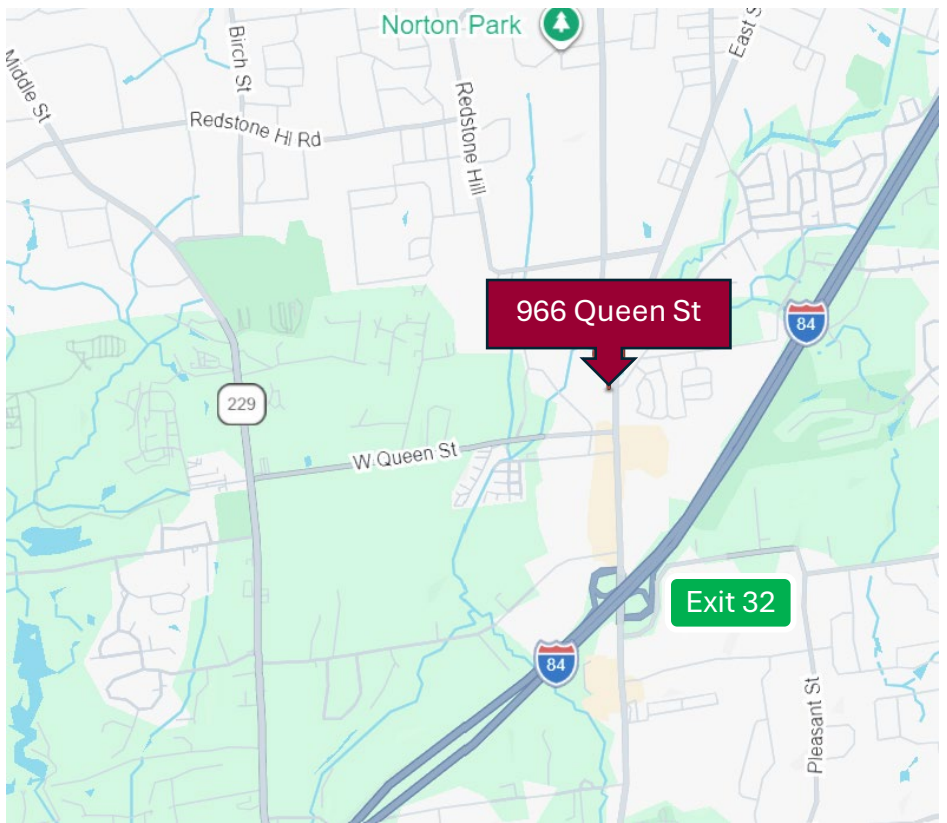 Norton Park
East S
Birch St
Middle St
Redstone Hill
Redstone Hl Rd
966 Queen St
84
229
W Queen St
Exit 32
84
Pleasant St